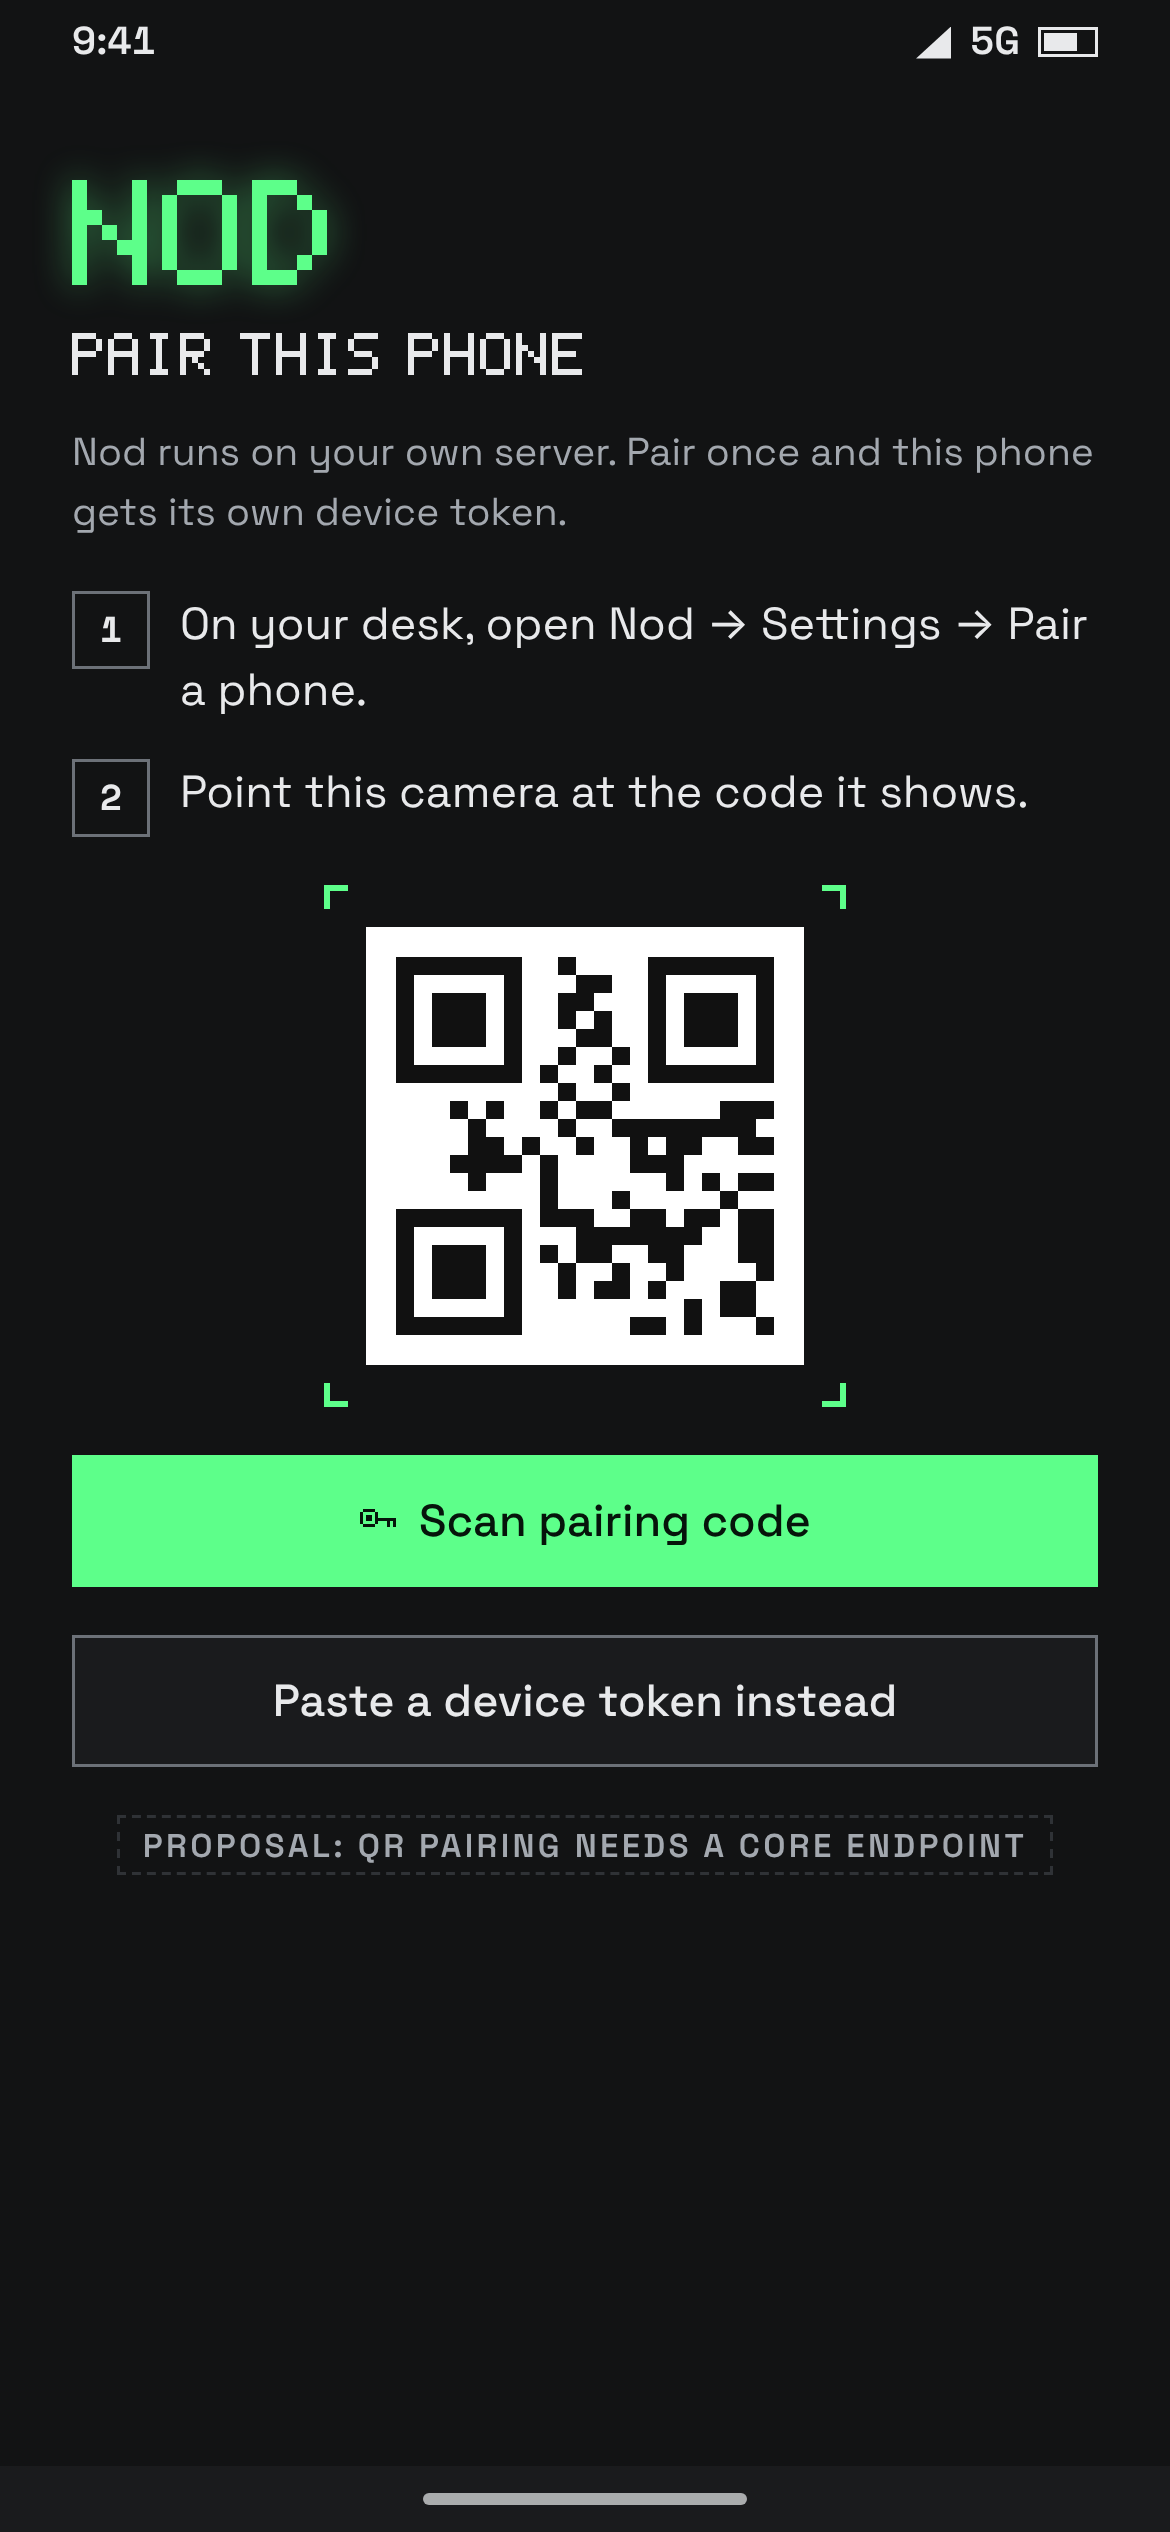 9:41
5G
NOD
PAIR THIS PHONE
Nod runs on your own server. Pair once and this phone
gets its own device token.
1 On your desk, open Nod → Settings → Pair
a phone.
2 Point this camera at the code it shows.
Scan pairing code
Paste a device token instead
PROPOSAL: QR PAIRING NEEDS A CORE ENDPOINT